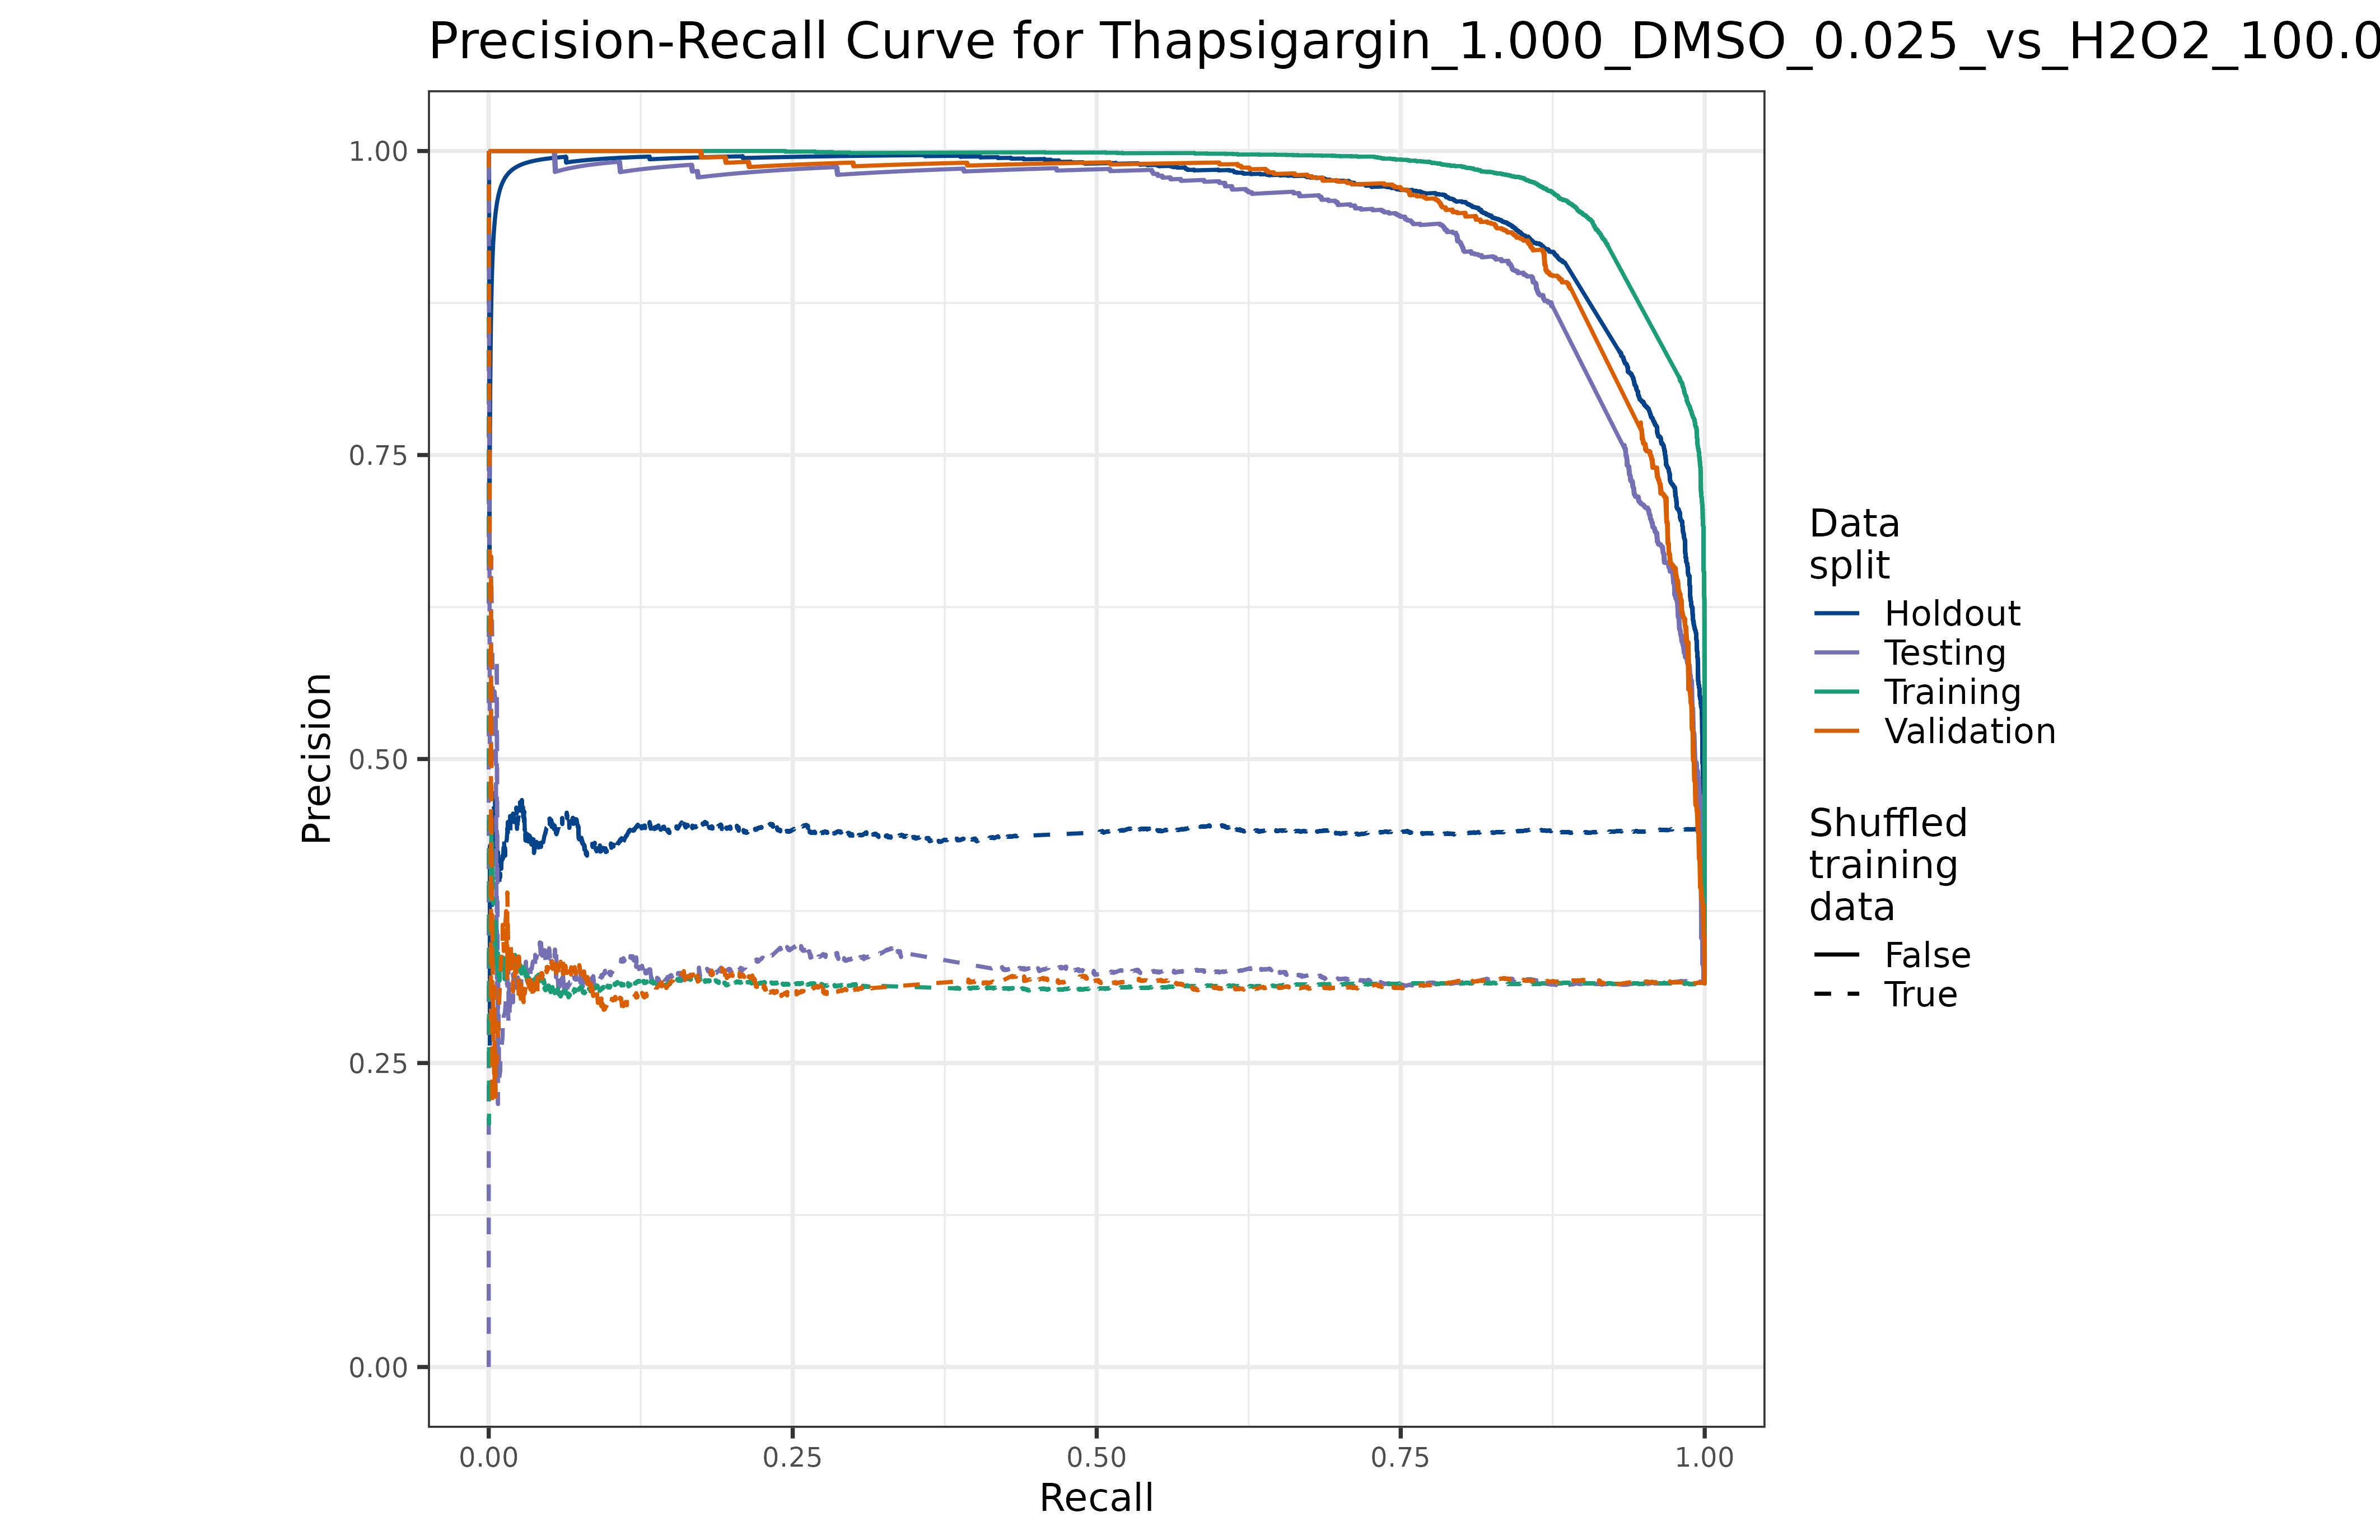 Precision-Recall Curve for Thapsigargin_1.000_DMSO_0.025_vs_H2O2_100.0
Precision
1.00
0.75
0.50
0.25
0.00
0.00 0.25 0.50 0.75 1.00
Recall
Data
split
Holdout
Testing
Training
Validation
Shuffled
training
data
False
True